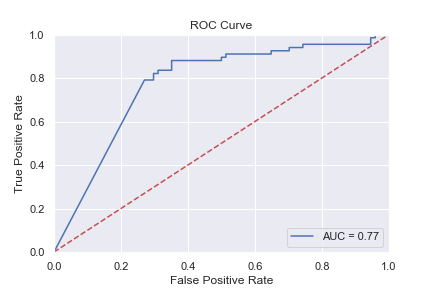 ROC Curve
1.0
0.8
0.6
0.4
0.2
0.0
True Positive Rate
AUC = 0.77
0.0 0.2 0.4 0.6 0.8 1.0
False Positive Rate